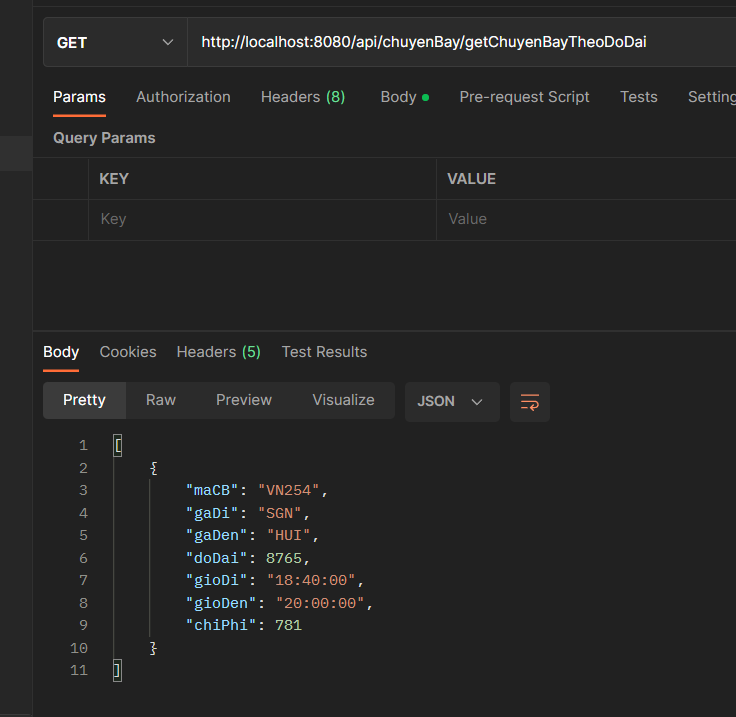 GET http://localhost:8080/api/chuyenBay/getChuyenBayTheoDoDai
Params Authorization Headers (8) Body Pre-request Script Tests Setting
Query Params
KEY VALUE
Key Value
Body Cookies Headers (5) Test Results
Pretty Raw Preview Visualize JSON
1 [
2 {
3 "maCB": "VN254",
4 "gaDi": "SGN",
5 "gaDen": "HUI",
6 "doDai": 8765,
7 "gioDi": "18:40:00",
8 "gioDen": "20:00:00",
9 "chiPhi": 781
10 }
11 ]